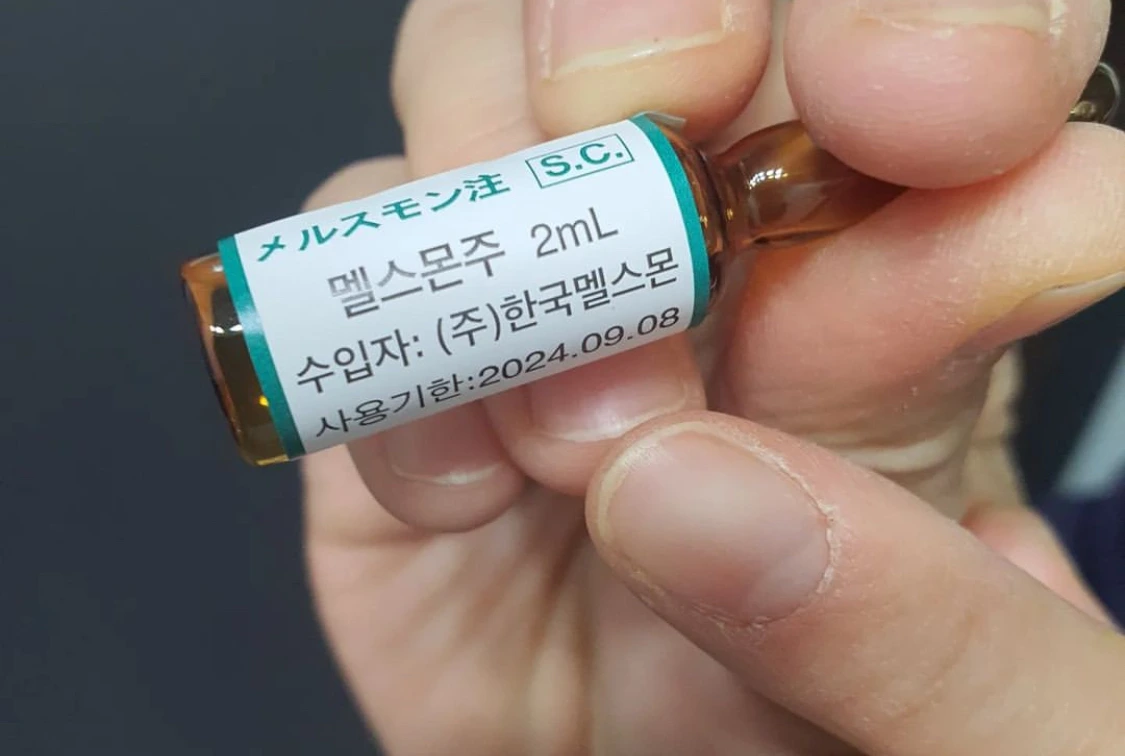 メルスモン注 S.C.
멜스몬주 2mL
수입자: (주)한국멜스몬
사용기한:2024.09.08